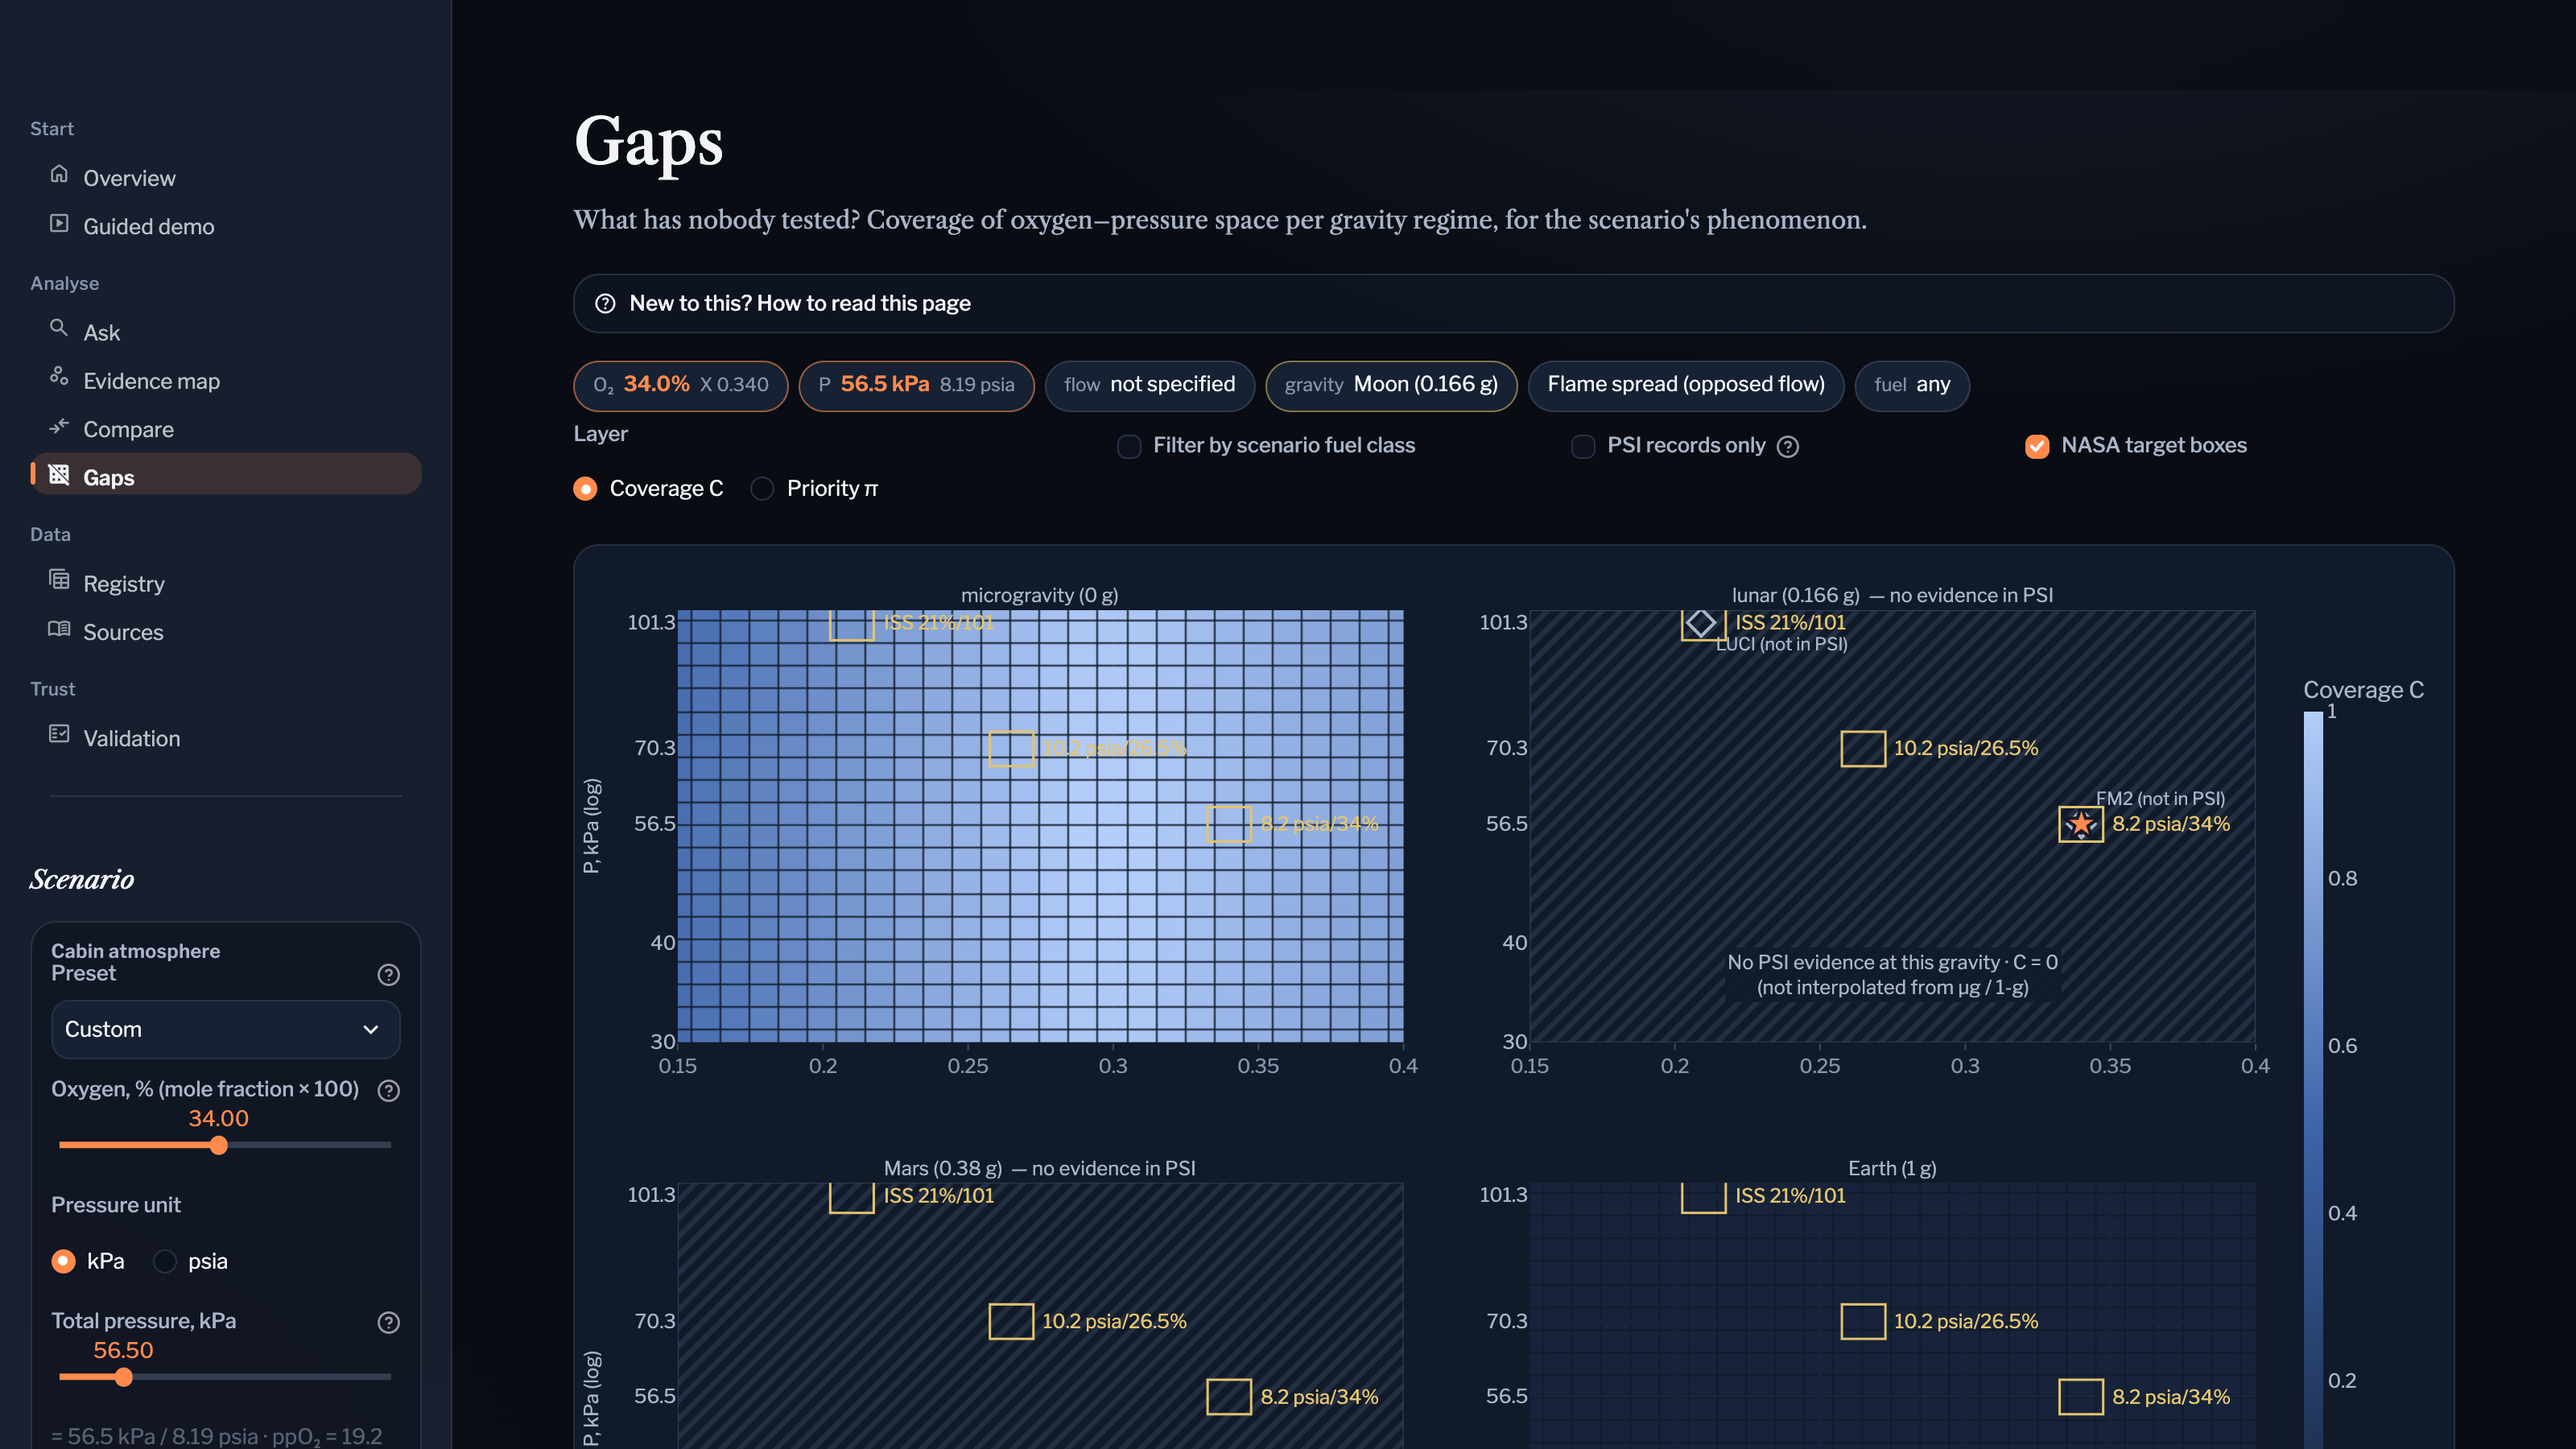 Start
Overview
Guided demo
Analyse
Ask
Evidence map
Compare
Gaps
Data
Registry
Sources
Trust
Validation
Scenario
Cabin atmosphere
Preset
Custom
Oxygen, % (mole fraction × 100)
34.00
Pressure unit
kPa psia
Total pressure, kPa
56.50
= 56.5 kPa / 8.19 psia · ppO₂ = 19.2
Gaps
What has nobody tested? Coverage of oxygen–pressure space per gravity regime, for the scenario's phenomenon.
New to this? How to read this page
O₂ 34.0% X 0.340 P 56.5 kPa 8.19 psia flow not specified gravity Moon (0.166 g) Flame spread (opposed flow) fuel any
Layer
Filter by scenario fuel class PSI records only NASA target boxes
Coverage C Priority π
microgravity (0 g)
101.3
70.3
56.5
40
30
P, kPa (log)
ISS 21%/101
10.2 psia/26.5%
8.2 psia/34%
0.15 0.2 0.25 0.3 0.35 0.4
lunar (0.166 g) — no evidence in PSI
101.3
70.3
56.5
40
30
ISS 21%/101
LUCI (not in PSI)
10.2 psia/26.5%
FM2 (not in PSI)
8.2 psia/34%
No PSI evidence at this gravity · C = 0
(not interpolated from µg / 1-g)
0.15 0.2 0.25 0.3 0.35 0.4
Coverage C
1
0.8
0.6
0.4
0.2
Mars (0.38 g) — no evidence in PSI
101.3
70.3
56.5
P, kPa (log)
ISS 21%/101
10.2 psia/26.5%
8.2 psia/34%
Earth (1 g)
101.3
70.3
56.5
ISS 21%/101
10.2 psia/26.5%
8.2 psia/34%